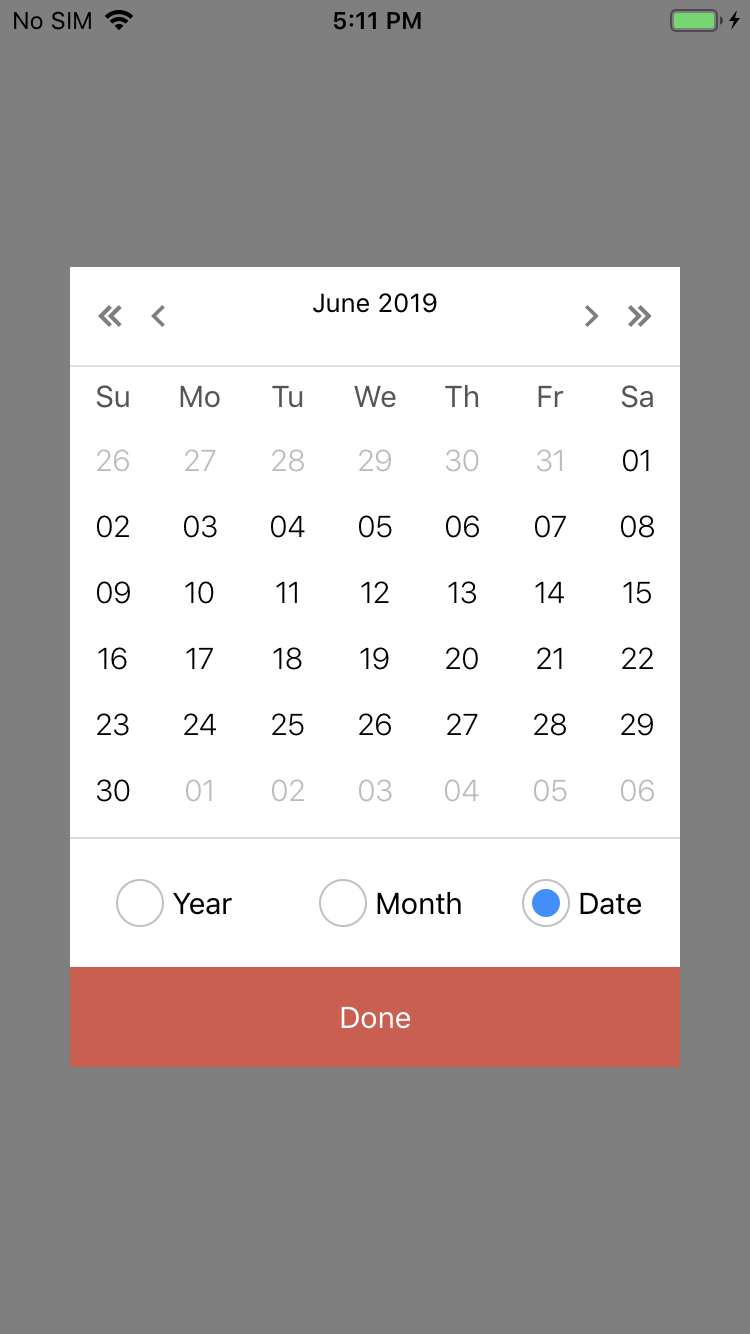 No SIM 5:11 PM
June 2019
Su Mo Tu We Th Fr Sa
26 27 28 29 30 31 01
02 03 04 05 06 07 08
09 10 11 12 13 14 15
16 17 18 19 20 21 22
23 24 25 26 27 28 29
30 01 02 03 04 05 06
Year Month Date
Done